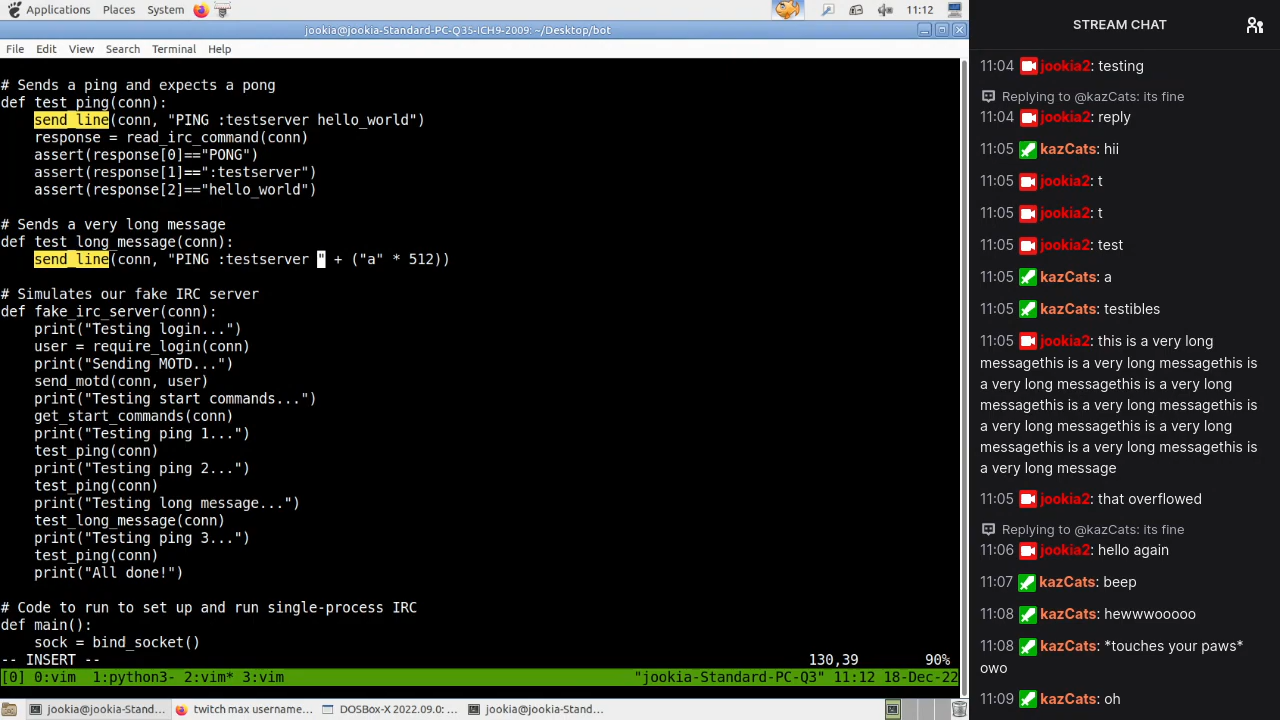 Applications Places System 11:12
jookia@jookia-Standard-PC-Q35-ICH9-2009: ~/Desktop/bot
File Edit View Search Terminal Help
# Sends a ping and expects a pong
def test_ping(conn):
    send_line(conn, "PING :testserver hello_world")
    response = read_irc_command(conn)
    assert(response[0]=="PONG")
    assert(response[1]==":testserver")
    assert(response[2]=="hello_world")
# Sends a very long message
def test_long_message(conn):
    send_line(conn, "PING :testserver " + ("a" * 512))
# Simulates our fake IRC server
def fake_irc_server(conn):
    print("Testing login...")
    user = require_login(conn)
    print("Sending MOTD...")
    send_motd(conn, user)
    print("Testing start commands...")
    get_start_commands(conn)
    print("Testing ping 1...")
    test_ping(conn)
    print("Testing ping 2...")
    test_ping(conn)
    print("Testing long message...")
    test_long_message(conn)
    print("Testing ping 3...")
    test_ping(conn)
    print("All done!")
# Code to run to set up and run single-process IRC
def main():
    sock = bind_socket()
-- INSERT -- 130,39 90%
[0] 0:vim 1:python3- 2:vim* 3:vim "jookia-Standard-PC-Q3" 11:12 18-Dec-22
jookia@jookia-Stand... twitch max username... DOSBox-X 2022.09.0: ... jookia@jookia-Stand...
STREAM CHAT
11:04 jookia2: testing
Replying to @kazCats: its fine
11:04 jookia2: reply
11:05 kazCats: hii
11:05 jookia2: t
11:05 jookia2: t
11:05 jookia2: test
11:05 kazCats: a
11:05 kazCats: testibles
11:05 jookia2: this is a very long
messagethis is a very long messagethis is
a very long messagethis is a very long
messagethis is a very long messagethis is
a very long messagethis is a very long
messagethis is a very long messagethis is
a very long message
11:05 jookia2: that overflowed
Replying to @kazCats: its fine
11:06 jookia2: hello again
11:07 kazCats: beep
11:08 kazCats: hewwwooooo
11:08 kazCats: *touches your paws*
owo
11:09 kazCats: oh